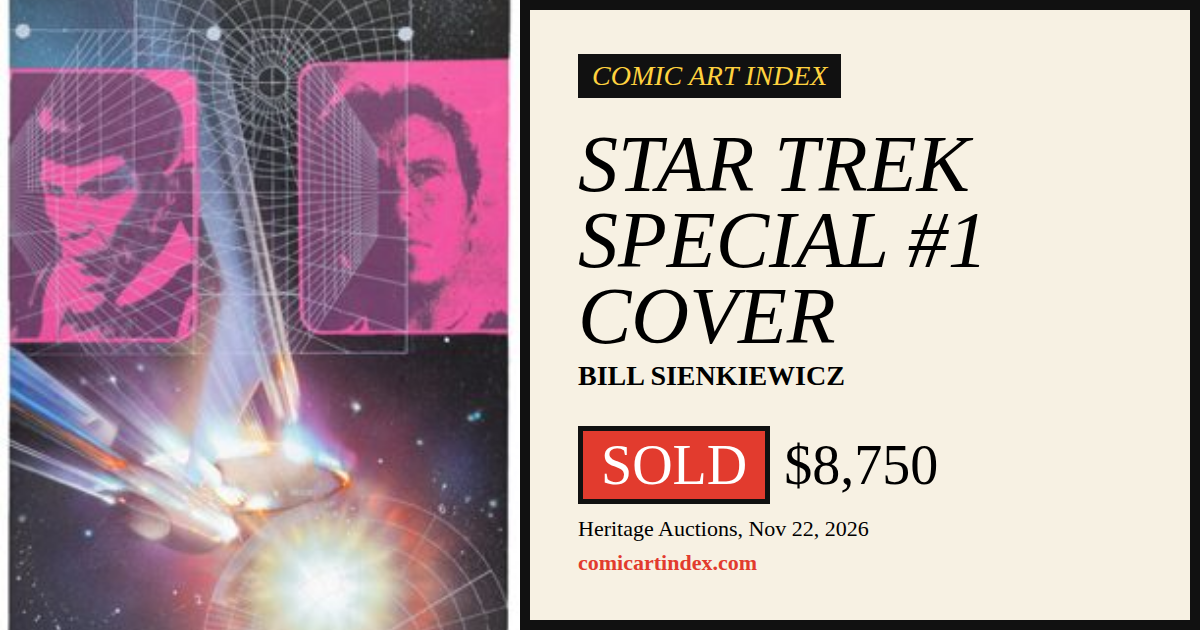 COMIC ART INDEX
STAR TREK
SPECIAL #1
COVER
BILL SIENKIEWICZ
SOLD $8,750
Heritage Auctions, Nov 22, 2026
comicartindex.com